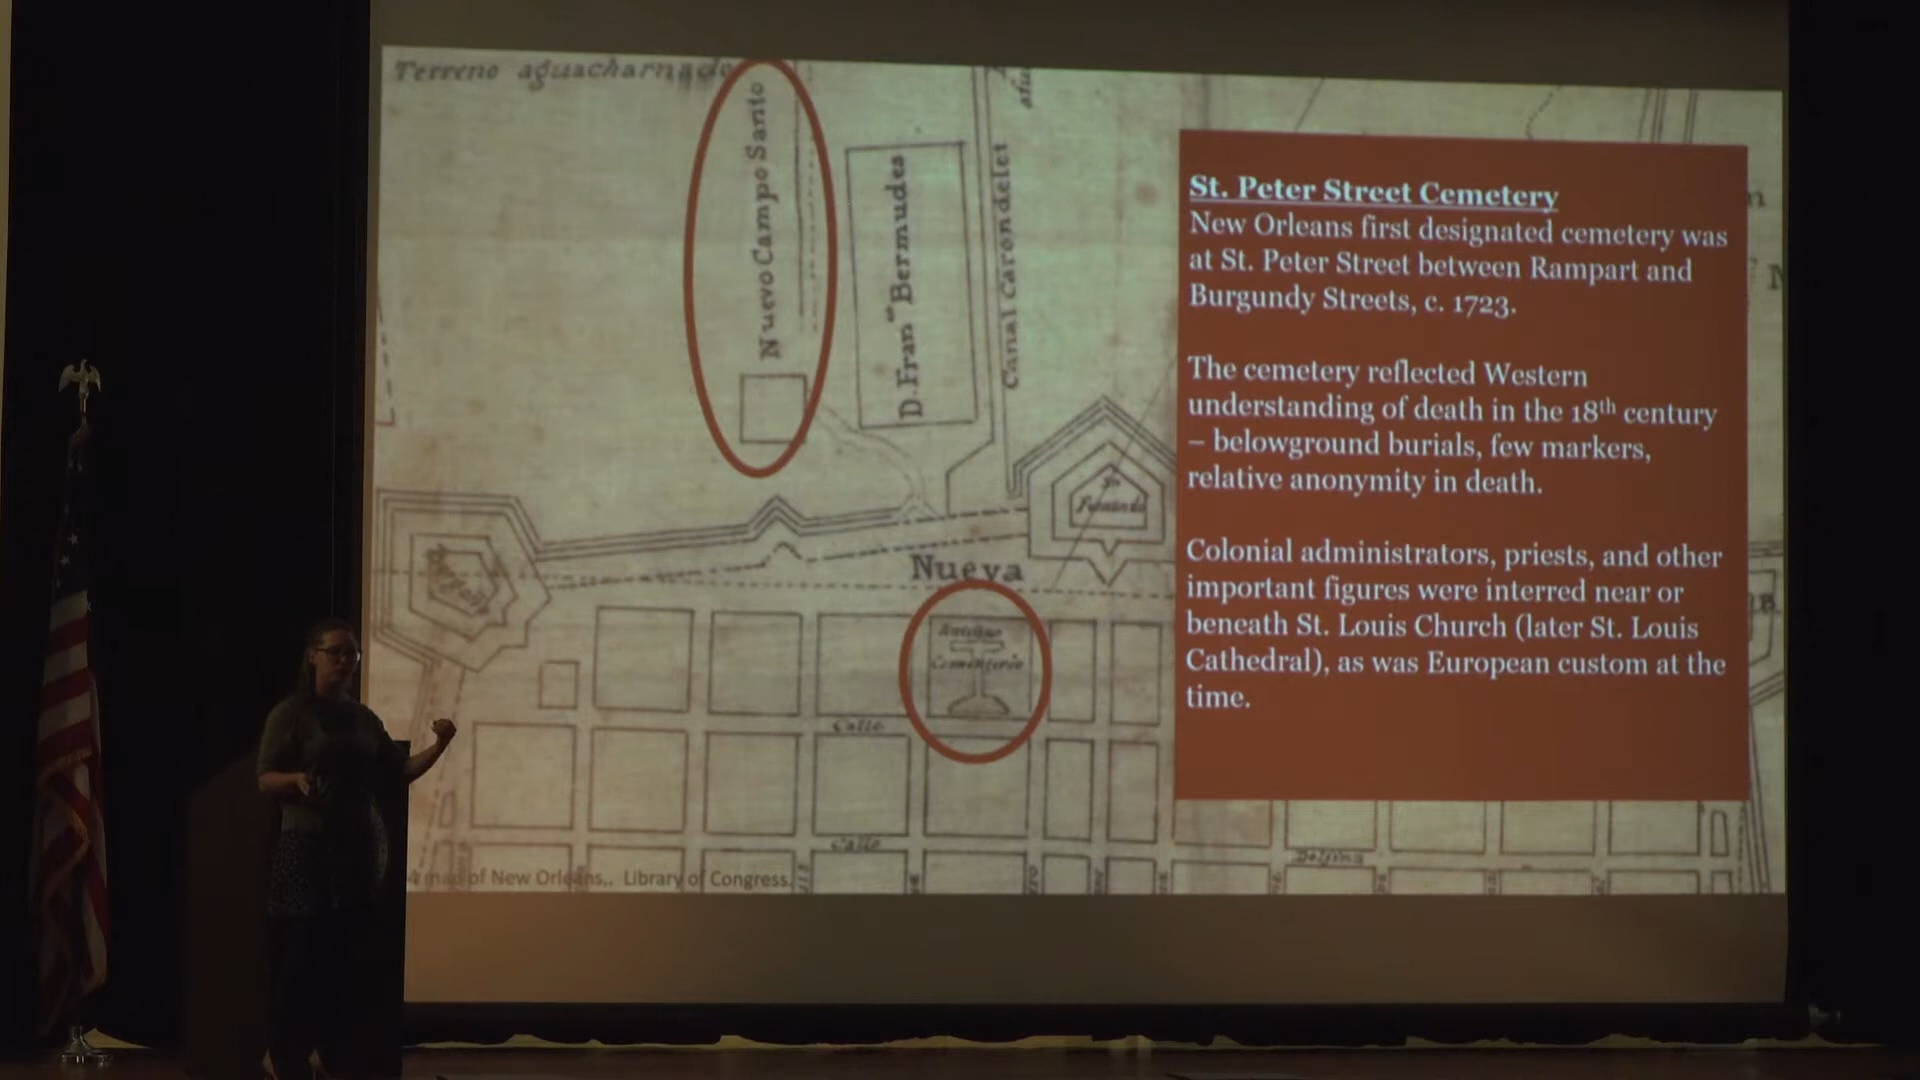 Terreno aguacharnado
Nuevo Campo Santo
D. Fran.co Bermudes
Canal Carondelet
Nueva
Antiguo
Cementerio
Calle
Calle
map of New Orleans,. Library of Congress.
St. Peter Street Cemetery
New Orleans first designated cemetery was
at St. Peter Street between Rampart and
Burgundy Streets, c. 1723.
The cemetery reflected Western
understanding of death in the 18th century
– belowground burials, few markers,
relative anonymity in death.
Colonial administrators, priests, and other
important figures were interred near or
beneath St. Louis Church (later St. Louis
Cathedral), as was European custom at the
time.